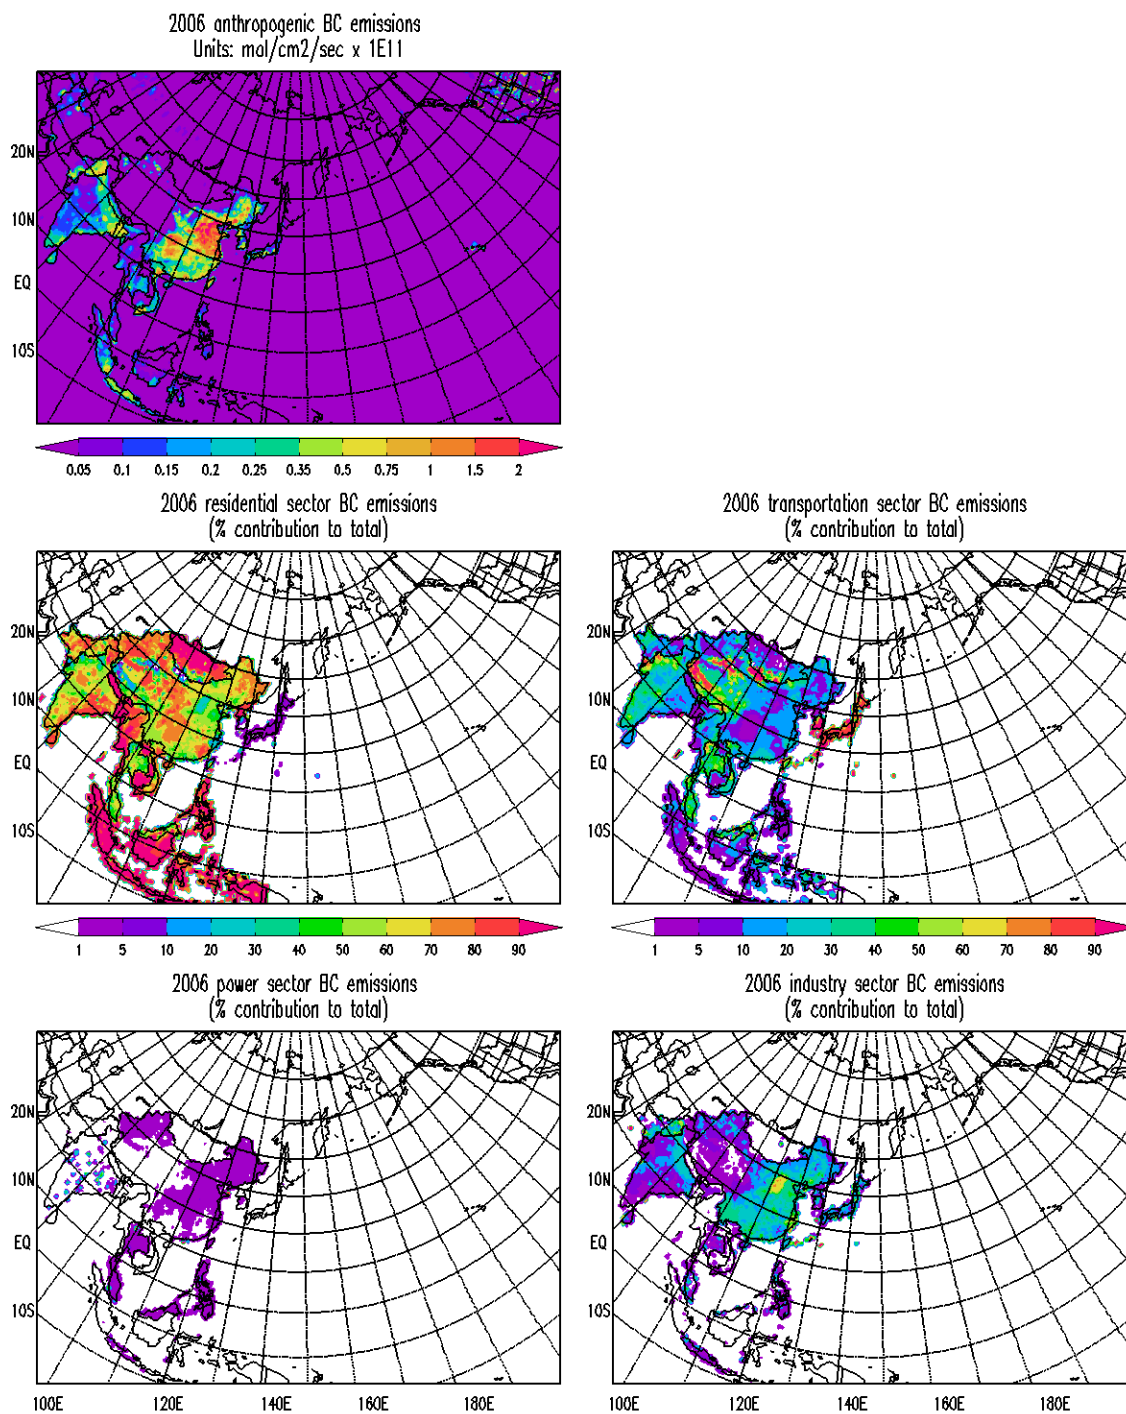 2006 anthropogenic BC emissions
Units: mol/cm2/sec x 1E11
20N
10N
EQ
10S
0.05 0.1 0.15 0.2 0.25 0.35 0.5 0.75 1 1.5 2
2006 residential sector BC emissions
(% contribution to total)
20N
10N
EQ
10S
1 5 10 20 30 40 50 60 70 80 90
2006 transportation sector BC emissions
(% contribution to total)
20N
10N
EQ
10S
1 5 10 20 30 40 50 60 70 80 90
2006 power sector BC emissions
(% contribution to total)
20N
10N
EQ
10S
100E 120E 140E 160E 180E
2006 industry sector BC emissions
(% contribution to total)
20N
10N
EQ
10S
100E 120E 140E 160E 180E